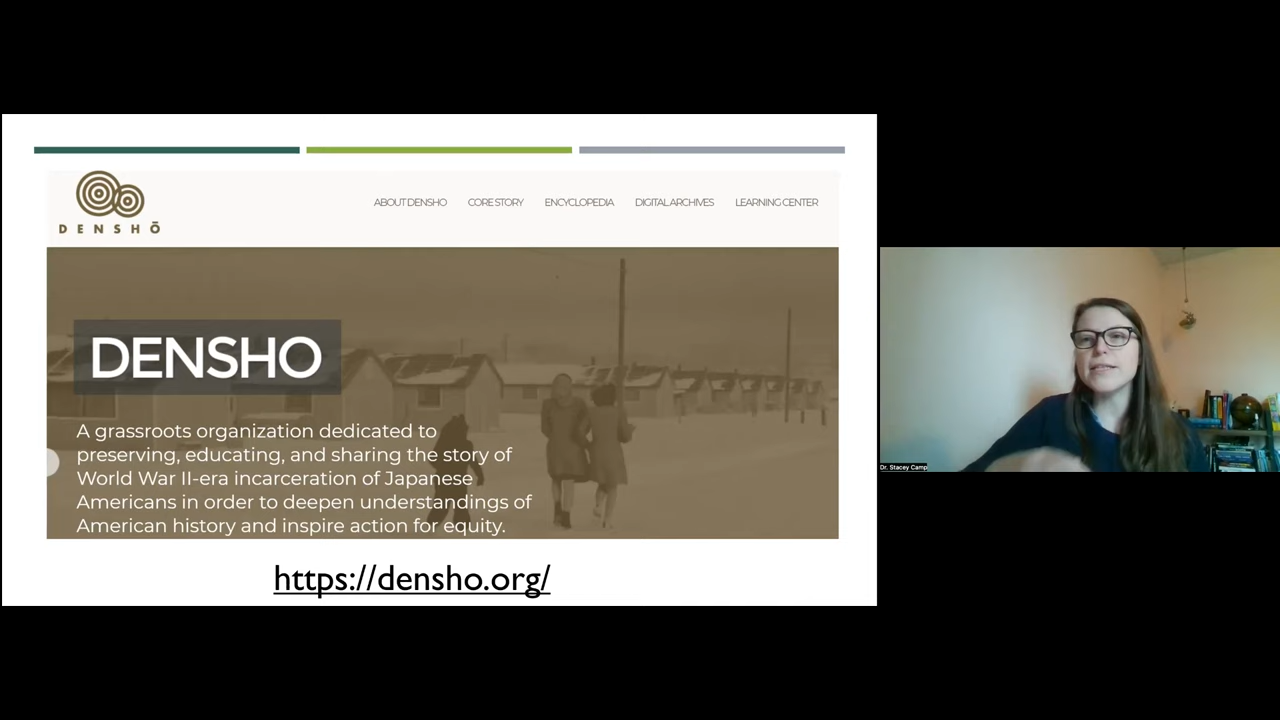 DENSHŌ
ABOUT DENSHO CORE STORY ENCYCLOPEDIA DIGITAL ARCHIVES LEARNING CENTER
DENSHO
A grassroots organization dedicated to
preserving, educating, and sharing the story of
World War II-era incarceration of Japanese
Americans in order to deepen understandings of
American history and inspire action for equity.
https://densho.org/
Dr. Stacey Camp